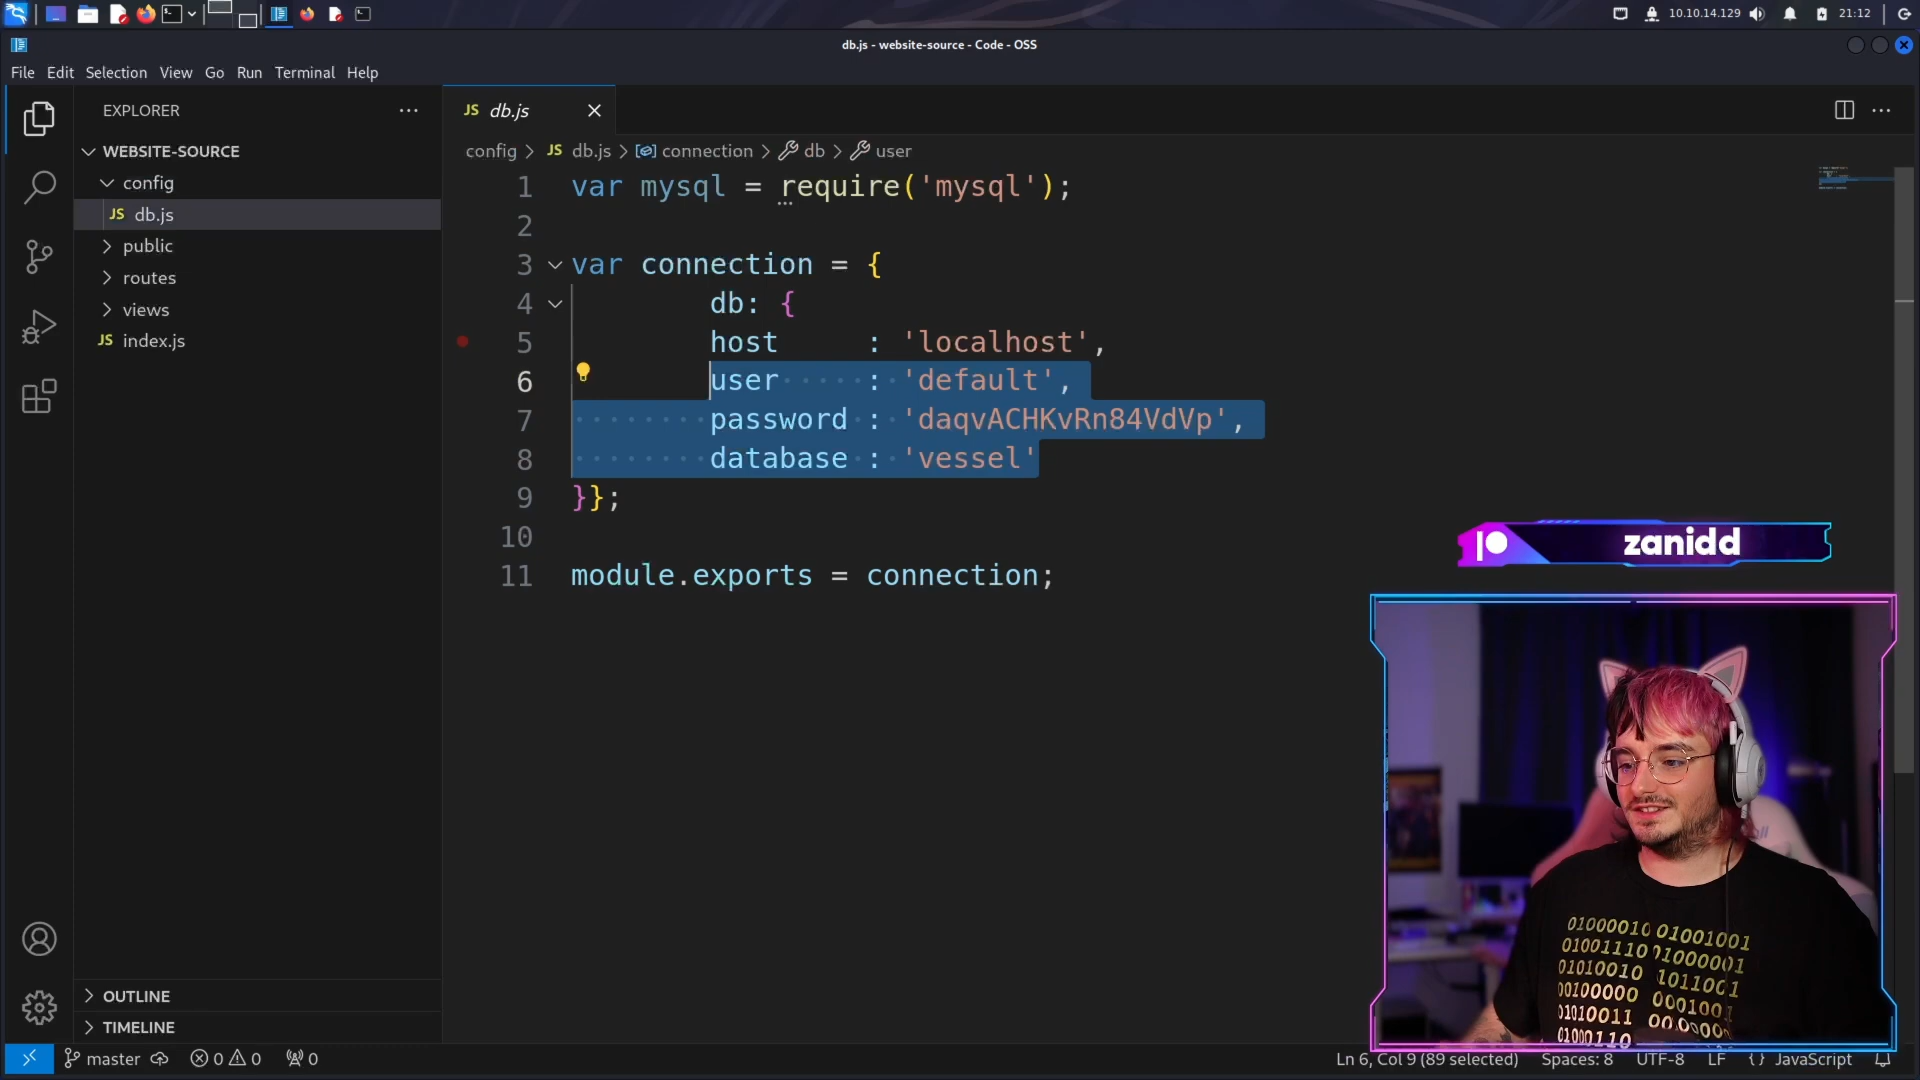 10.10.14.129
21:12
db.js - website-source - Code - OSS
File Edit Selection View Go Run Terminal Help
EXPLORER ···
JS db.js
WEBSITE-SOURCE
config > JS db.js > connection > db > user
config
JS db.js
public
routes
views
JS index.js
1 var mysql = require('mysql');
2
3 var connection = {
4 db: {
5 host : 'localhost',
6 user : 'default',
7 password : 'daqvACHKvRn84VdVp',
8 database : 'vessel'
9 }};
10
11 module.exports = connection;
zanidd
01000010 01001001
01001110 01000001
01010010 01011001
00100000
01010011
OUTLINE
TIMELINE
master 0 0 0
Ln 6, Col 9 (89 selected) Spaces: 8 UTF-8 LF {} JavaScript